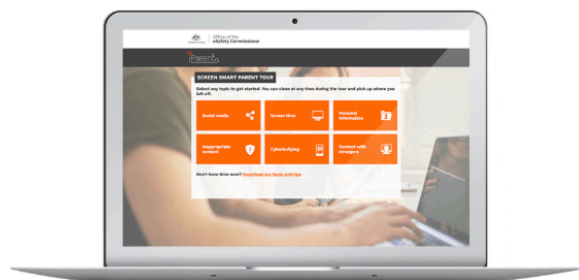 Office of the
eSafety Commissioner
iParent
SCREEN SMART PARENT TOUR
Select any topic to get started. You can close at any time during the tour and pick up where you
left off.
Social media
Screen time
Personal
information
Inappropriate
content
Cyberbullying
Contact with
strangers
Don't have time now? Download our facts and tips